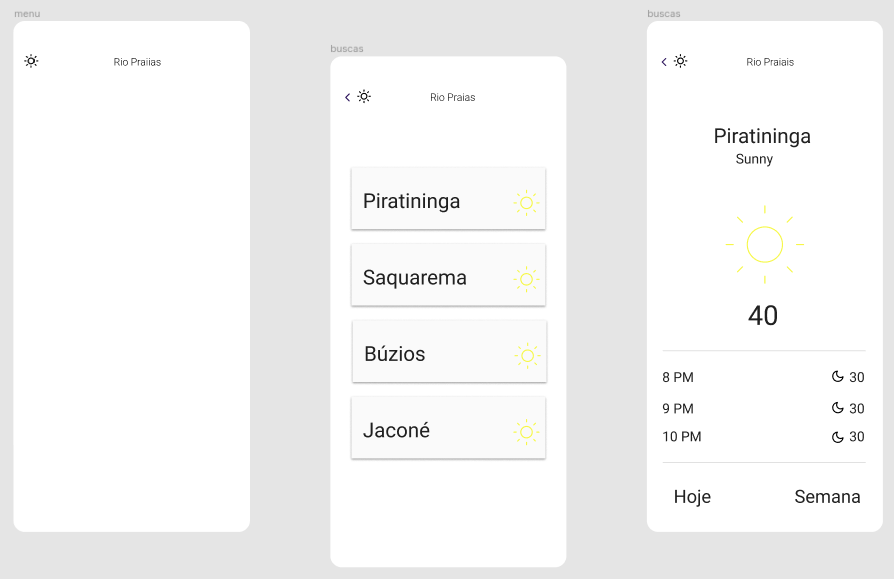 menu
Rio Praiias
buscas
Rio Praias
Piratininga
Saquarema
Búzios
Jaconé
buscas
Rio Praiais
Piratininga
Sunny
40
8 PM 30
9 PM 30
10 PM 30
Hoje Semana